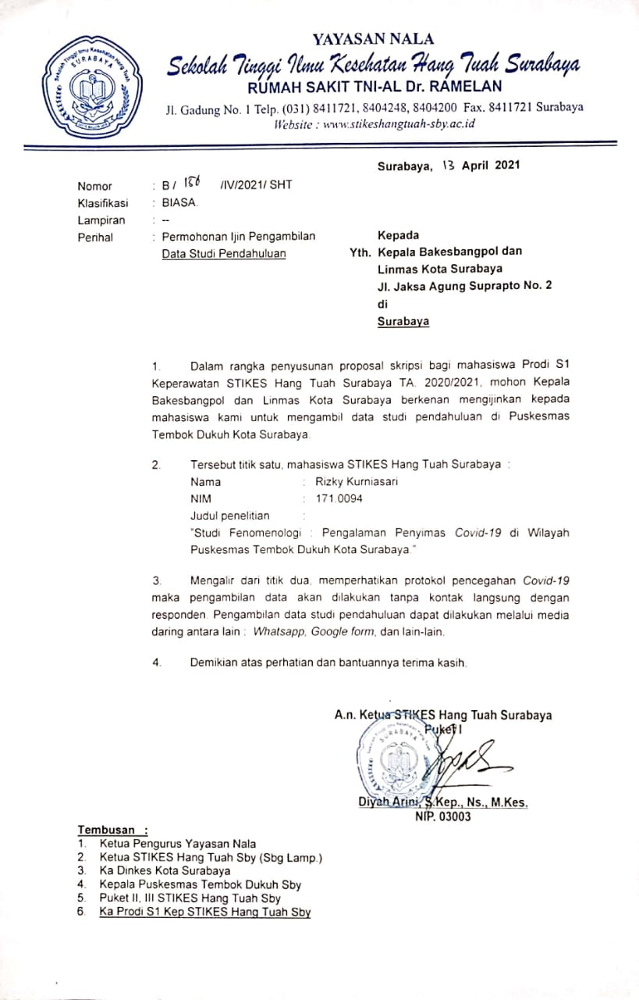 YAYASAN NALA
Sekolah Tinggi Ilmu Kesehatan Hang Tuah Surabaya
RUMAH SAKIT TNI-AL Dr. RAMELAN
Jl. Gadung No. 1 Telp. (031) 8411721, 8404248, 8404200 Fax. 8411721 Surabaya
Website : www.stikeshangtuah-sby.ac.id
Sekolah Tinggi Ilmu Kesehatan Hang Tuah
SURABAYA
Surabaya, 13 April 2021
Nomor : B / 186 /IV/2021/ SHT
Klasifikasi : BIASA.
Lampiran : --
Perihal : Permohonan Ijin Pengambilan
Data Studi Pendahuluan
Kepada
Yth. Kepala Bakesbangpol dan
Linmas Kota Surabaya
Jl. Jaksa Agung Suprapto No. 2
di
Surabaya
1. Dalam rangka penyusunan proposal skripsi bagi mahasiswa Prodi S1
Keperawatan STIKES Hang Tuah Surabaya TA. 2020/2021, mohon Kepala
Bakesbangpol dan Linmas Kota Surabaya berkenan mengijinkan kepada
mahasiswa kami untuk mengambil data studi pendahuluan di Puskesmas
Tembok Dukuh Kota Surabaya.
2. Tersebut titik satu, mahasiswa STIKES Hang Tuah Surabaya :
Nama : Rizky Kurniasari
NIM : 171.0094
Judul penelitian :
"Studi Fenomenologi : Pengalaman Penyimas Covid-19 di Wilayah
Puskesmas Tembok Dukuh Kota Surabaya."
3. Mengalir dari titik dua, memperhatikan protokol pencegahan Covid-19
maka pengambilan data akan dilakukan tanpa kontak langsung dengan
responden. Pengambilan data studi pendahuluan dapat dilakukan melalui media
daring antara lain : Whatsapp, Google form, dan lain-lain.
4. Demikian atas perhatian dan bantuannya terima kasih.
A.n. Ketua STIKES Hang Tuah Surabaya
Puket I
SURABAYA
Diyah Arini, S.Kep., Ns., M.Kes.
NIP. 03003
Tembusan :
1. Ketua Pengurus Yayasan Nala
2. Ketua STIKES Hang Tuah Sby (Sbg Lamp.)
3. Ka Dinkes Kota Surabaya
4. Kepala Puskesmas Tembok Dukuh Sby
5. Puket II, III STIKES Hang Tuah Sby
6. Ka Prodi S1 Kep STIKES Hang Tuah Sby